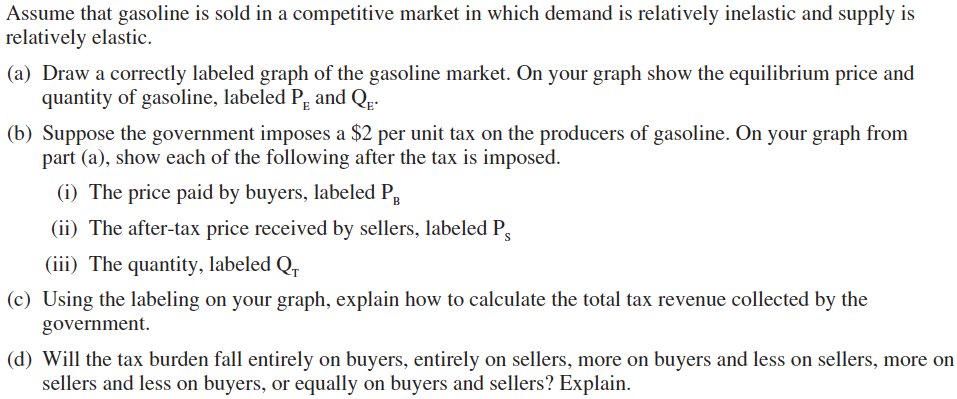 Assume that gasoline is sold in a competitive market in which demand is relatively inelastic and supply is
relatively elastic.
(a) Draw a correctly labeled graph of the gasoline market. On your graph show the equilibrium price and
quantity of gasoline, labeled P_E and Q_E.
(b) Suppose the government imposes a $2 per unit tax on the producers of gasoline. On your graph from
part (a), show each of the following after the tax is imposed.
(i) The price paid by buyers, labeled P_B
(ii) The after-tax price received by sellers, labeled P_S
(iii) The quantity, labeled Q_T
(c) Using the labeling on your graph, explain how to calculate the total tax revenue collected by the
government.
(d) Will the tax burden fall entirely on buyers, entirely on sellers, more on buyers and less on sellers, more on
sellers and less on buyers, or equally on buyers and sellers? Explain.